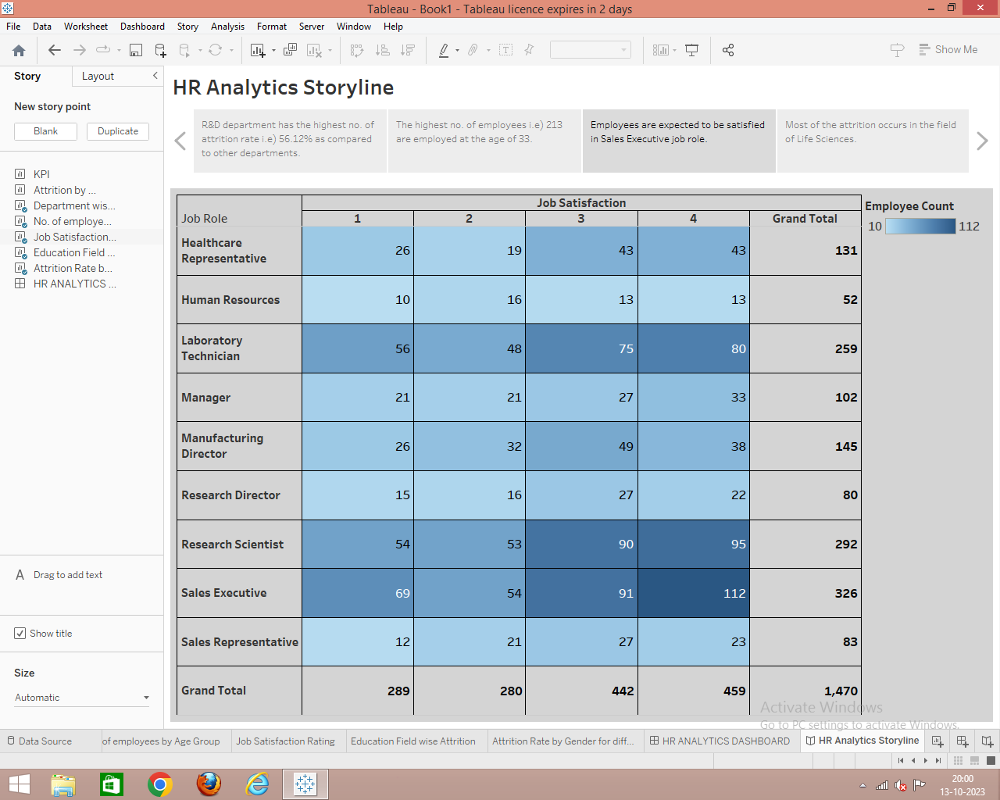 Tableau - Book1 - Tableau licence expires in 2 days
File Data Worksheet Dashboard Story Analysis Format Server Window Help
Show Me
Story Layout
New story point
Blank Duplicate
KPI
Attrition by ...
Department wis...
No. of employe...
Job Satisfaction...
Education Field ...
Attrition Rate b...
HR ANALYTICS ...
A Drag to add text
Show title
Size
Automatic
HR Analytics Storyline
R&D department has the highest no. of
attrition rate i.e) 56.12% as compared
to other departments.
The highest no. of employees i.e) 213
are employed at the age of 33.
Employees are expected to be satisfied
in Sales Executive job role.
Most of the attrition occurs in the field
of Life Sciences.
Job Satisfaction
Job Role 1 2 3 4 Grand Total
Healthcare
Representative 26 19 43 43 131
Human Resources 10 16 13 13 52
Laboratory
Technician 56 48 75 80 259
Manager 21 21 27 33 102
Manufacturing
Director 26 32 49 38 145
Research Director 15 16 27 22 80
Research Scientist 54 53 90 95 292
Sales Executive 69 54 91 112 326
Sales Representative 12 21 27 23 83
Grand Total 289 280 442 459 1,470
Employee Count
10 112
Activate Windows
Go to PC settings to activate Windows.
Data Source of employees by Age Group Job Satisfaction Rating Education Field wise Attrition Attrition Rate by Gender for diff... HR ANALYTICS DASHBOARD HR Analytics Storyline
20:00
13-10-2023